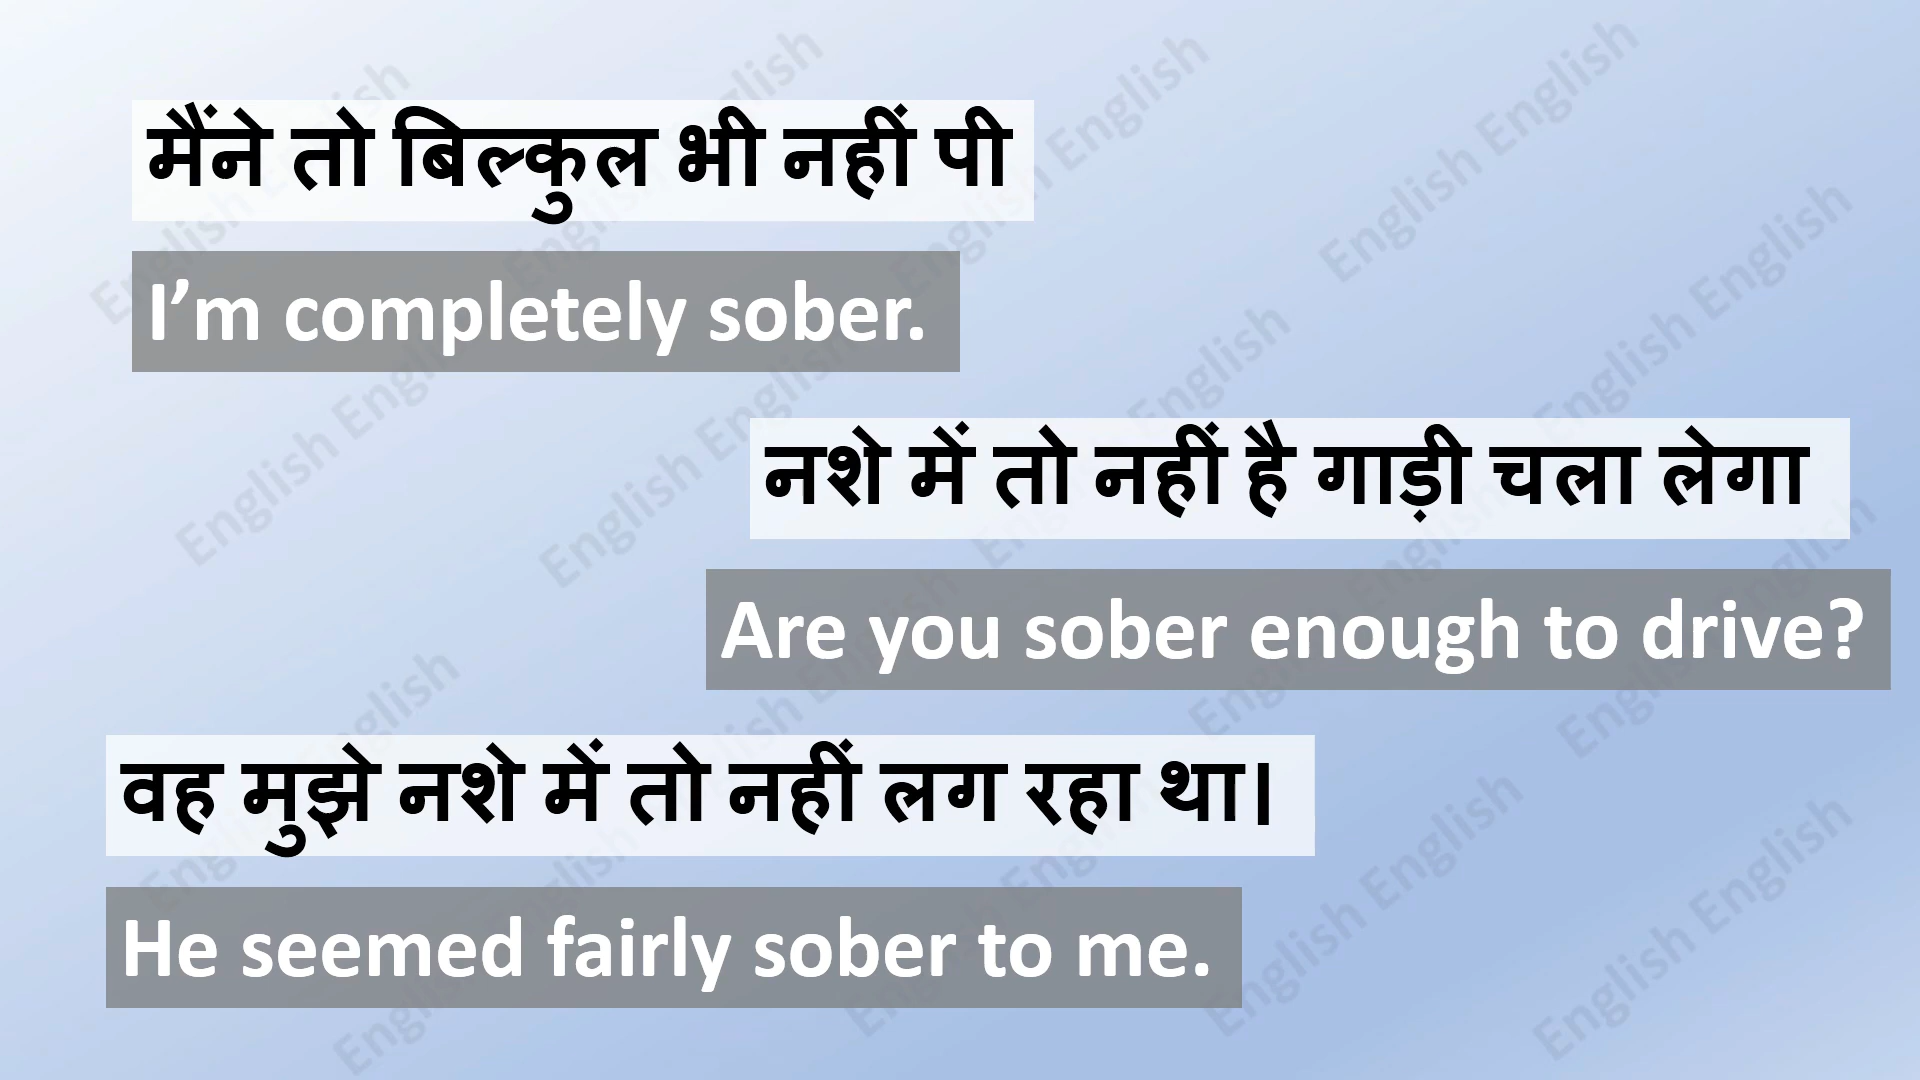 मैंने तो बिल्कुल भी नहीं पी
I’m completely sober.
नशे में तो नहीं है गाड़ी चला लेगा
Are you sober enough to drive?
वह मुझे नशे में तो नहीं लग रहा था।
He seemed fairly sober to me.